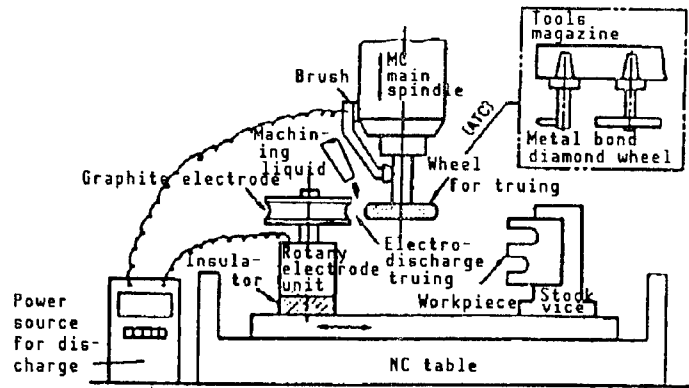 Tools
magazine
Metal bond
diamond wheel
(ATC)
MC
main
spindle
Brush
Machin-
ing
liquid
Wheel
for truing
Graphite electrode
Electro-
discharge
truing
Insula-
tor
Rotary
electrode
unit
Workpiece
Stock
vice
Power
source
for dis-
charge
NC table